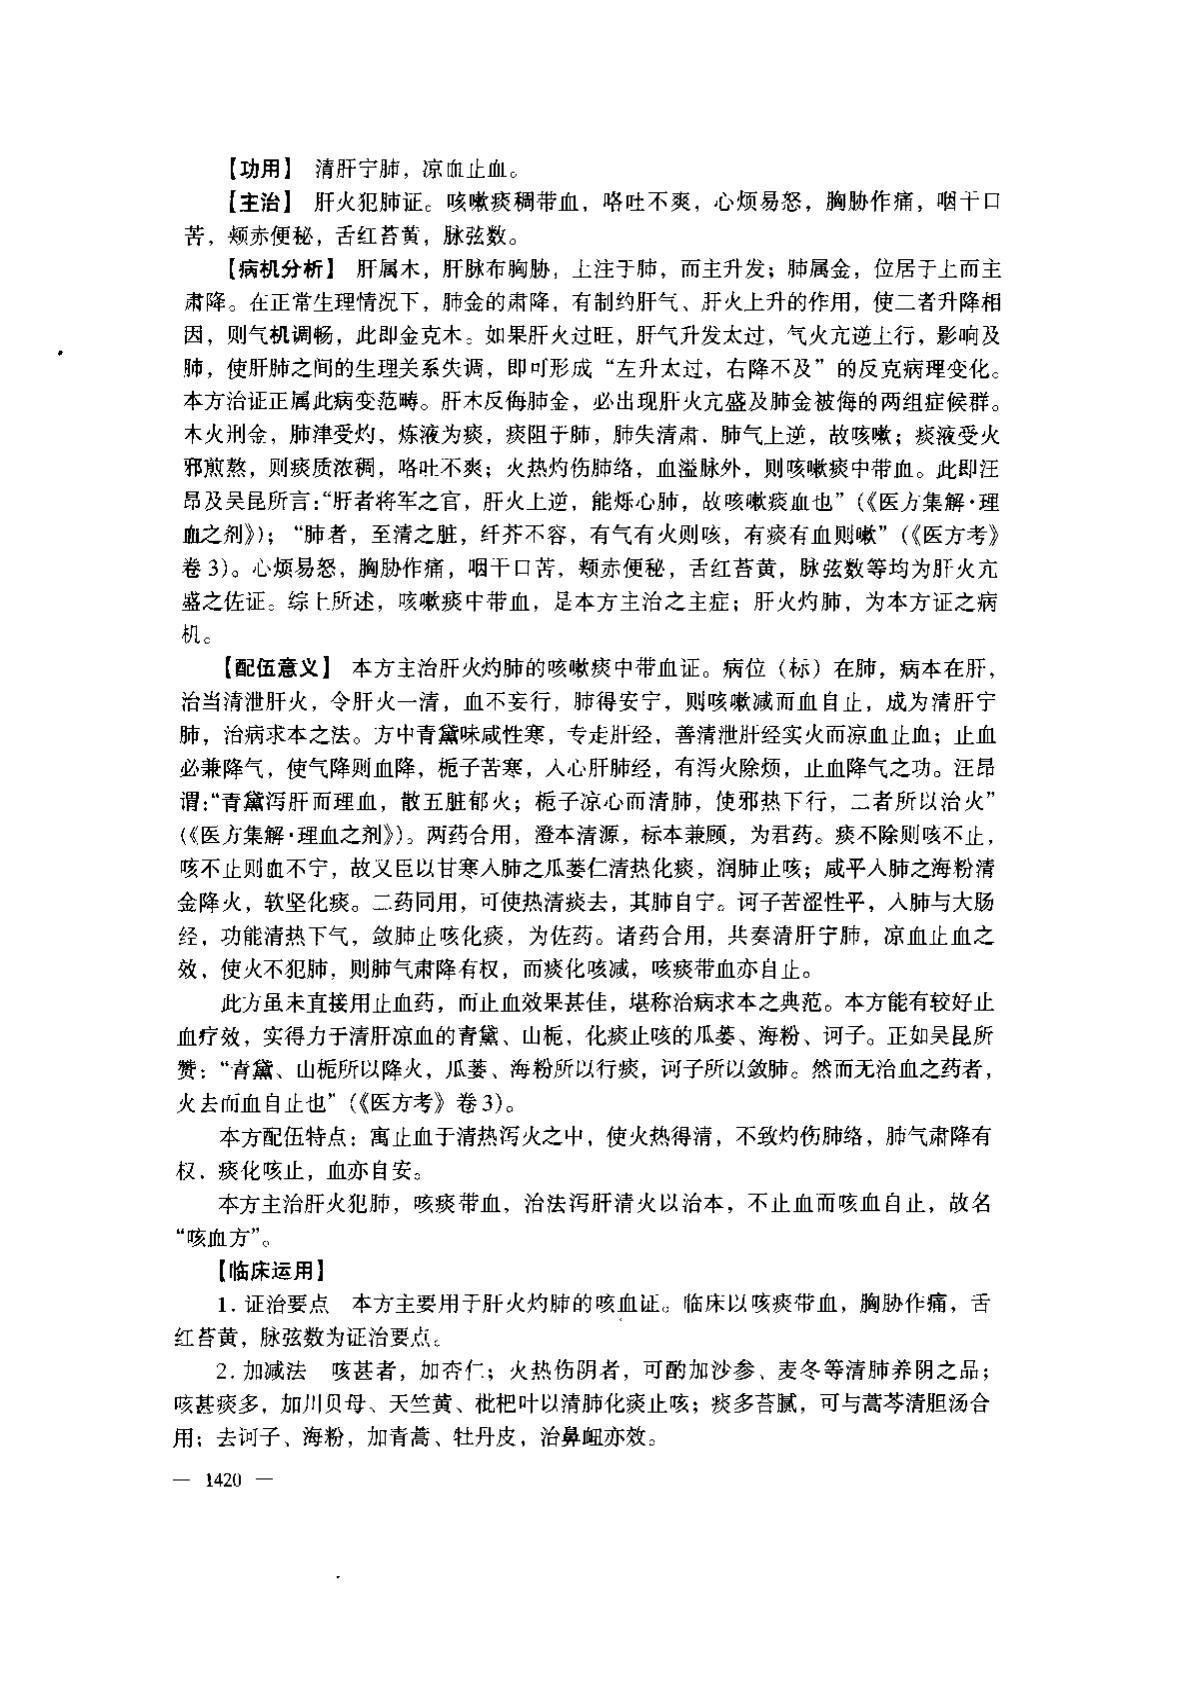 【功用】 清肝宁肺，凉血止血。
【主治】 肝火犯肺证。咳嗽痰稠带血，咯吐不爽，心烦易怒，胸胁作痛，咽干口
苦，颊赤便秘，舌红苔黄，脉弦数。
【病机分析】 肝属木，肝脉布胸胁，上注于肺，而主升发；肺属金，位居于上而主
肃降。在正常生理情况下，肺金的肃降，有制约肝气、肝火上升的作用，使二者升降相
因，则气机调畅，此即金克木。如果肝火过旺，肝气升发太过，气火亢逆上行，影响及
肺，使肝肺之间的生理关系失调，即可形成“左升太过，右降不及”的反克病理变化。
本方治证正属此病变范畴。肝木反侮肺金，必出现肝火亢盛及肺金被侮的两组症候群。
木火刑金，肺津受灼，炼液为痰，痰阻于肺，肺失清肃．肺气上逆，故咳嗽；痰液受火
邪煎熬，则痰质浓稠，咯吐不爽；火热灼伤肺络，血溢脉外，则咳嗽痰中带血。此即汪
昂及吴昆所言：“肝者将军之官，肝火上逆，能烁心肺，故咳嗽痰血也”（《医方集解·理
血之剂》）；“肺者，至清之脏，纤芥不容，有气有火则咳，有痰有血则嗽”（《医方考》
卷 3）。心烦易怒，胸胁作痛，咽干口苦，颊赤便秘，舌红苔黄，脉弦数等均为肝火亢
盛之佐证。综上所述，咳嗽痰中带血，是本方主治之主症；肝火灼肺，为本方证之病
机。
【配伍意义】 本方主治肝火灼肺的咳嗽痰中带血证。病位（标）在肺，病本在肝，
治当清泄肝火，令肝火一清，血不妄行，肺得安宁，则咳嗽减而血自止，成为清肝宁
肺，治病求本之法。方中青黛味咸性寒，专走肝经，善清泄肝经实火而凉血止血；止血
必兼降气，使气降则血降，栀子苦寒，入心肝肺经，有泻火除烦，止血降气之功。汪昂
谓：“青黛泻肝而理血，散五脏郁火；栀子凉心而清肺，使邪热下行，二者所以治火”
（《医方集解·理血之剂》）。两药合用，澄本清源，标本兼顾，为君药。痰不除则咳不止，
咳不止则血不宁，故又臣以甘寒入肺之瓜蒌仁清热化痰，润肺止咳；咸平入肺之海粉清
金降火，软坚化痰。二药同用，可使热清痰去，其肺自宁。诃子苦涩性平，入肺与大肠
经，功能清热下气，敛肺止咳化痰，为佐药。诸药合用，共奏清肝宁肺，凉血止血之
效，使火不犯肺，则肺气肃降有权，而痰化咳减，咳痰带血亦自止。
此方虽未直接用止血药，而止血效果甚佳，堪称治病求本之典范。本方能有较好止
血疗效，实得力于清肝凉血的青黛、山栀，化痰止咳的瓜蒌、海粉、诃子。正如吴昆所
赞：“青黛、山栀所以降火，瓜蒌、海粉所以行痰，诃子所以敛肺。然而无治血之药者，
火去而血自止也”（《医方考》卷 3）。
本方配伍特点：寓止血于清热泻火之中，使火热得清，不致灼伤肺络，肺气肃降有
权．痰化咳止，血亦自安。
本方主治肝火犯肺，咳痰带血，治法泻肝清火以治本，不止血而咳血自止，故名
“咳血方”。
【临床运用】
1. 证治要点 本方主要用于肝火灼肺的咳血证。临床以咳痰带血，胸胁作痛，舌
红苔黄，脉弦数为证治要点。
2. 加减法 咳甚者，加杏仁；火热伤阴者，可酌加沙参、麦冬等清肺养阴之品；
咳甚痰多，加川贝母、天竺黄、枇杷叶以清肺化痰止咳；痰多苔腻，可与蒿芩清胆汤合
用；去诃子、海粉，加青蒿、牡丹皮，治鼻衄亦效。
— 1420 —